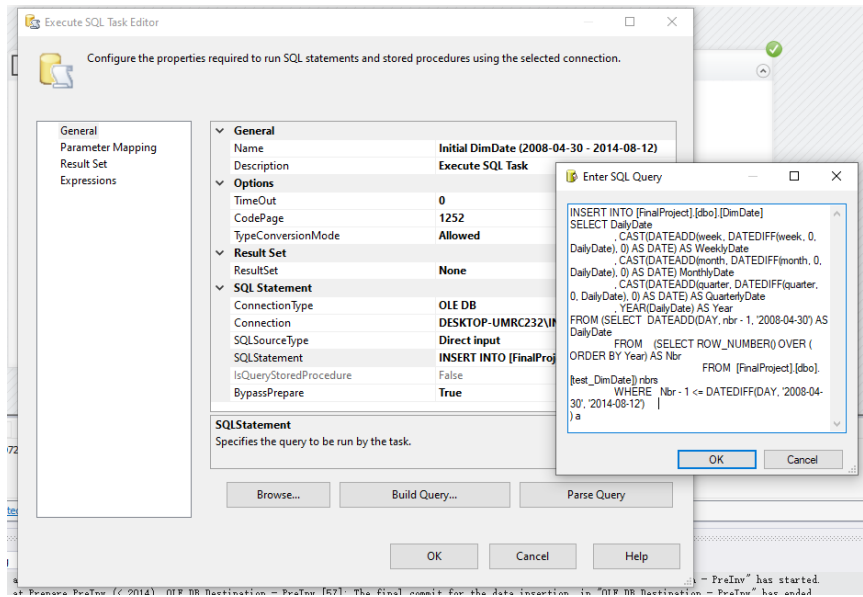 Execute SQL Task Editor
Configure the properties required to run SQL statements and stored procedures using the selected connection.
General
Parameter Mapping
Result Set
Expressions
General
Name Initial DimDate (2008-04-30 - 2014-08-12)
Description Execute SQL Task
Options
TimeOut 0
CodePage 1252
TypeConversionMode Allowed
Result Set
ResultSet None
SQL Statement
ConnectionType OLE DB
Connection DESKTOP-UMRC232\IN
SQLSourceType Direct input
SQLStatement INSERT INTO [FinalProj
IsQueryStoredProcedure False
BypassPrepare True
SQLStatement
Specifies the query to be run by the task.
Browse... Build Query... Parse Query
OK Cancel Help
Enter SQL Query
INSERT INTO [FinalProject].[dbo].[DimDate]
SELECT DailyDate
, CAST(DATEADD(week, DATEDIFF(week, 0,
DailyDate), 0) AS DATE) AS WeeklyDate
, CAST(DATEADD(month, DATEDIFF(month, 0,
DailyDate), 0) AS DATE) MonthlyDate
, CAST(DATEADD(quarter, DATEDIFF(quarter,
0, DailyDate), 0) AS DATE) AS QuarterlyDate
, YEAR(DailyDate) AS Year
FROM (SELECT DATEADD(DAY, nbr - 1, '2008-04-30') AS
DailyDate
FROM (SELECT ROW_NUMBER() OVER (
ORDER BY Year) AS Nbr
FROM [FinalProject].[dbo].
[test_DimDate]) nbrs
WHERE Nbr - 1 <= DATEDIFF(DAY, '2008-04-
30', '2014-08-12')
) a
OK Cancel
- PreInv" has started.
at Prepare PreInv (< 2014), OLE DB Destination - PreInv [57]: The final commit for the data insertion in "OLE DB Destination - PreInv" has ended.